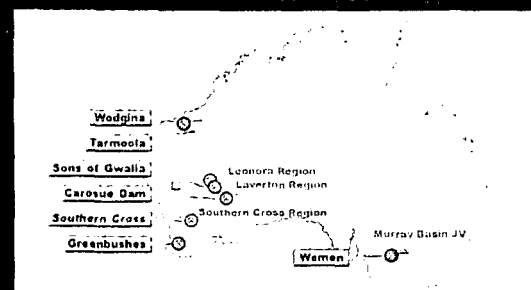 Wodgina
Tarmoola
Sons of Gwalia
Leonora Region
Laverton Region
Carosue Dam
Southern Cross
Southern Cross Region
Greenbushes
Murray Basin JV
Wemen